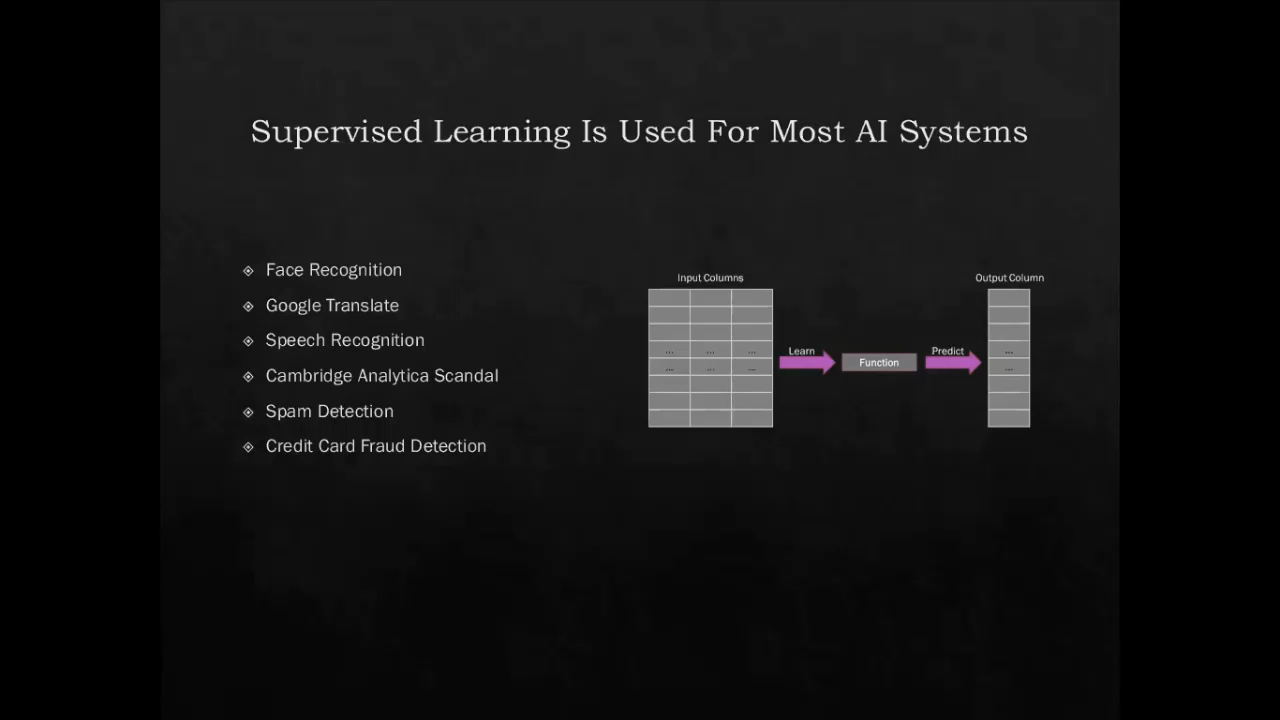 Supervised Learning Is Used For Most AI Systems
Face Recognition
Google Translate
Speech Recognition
Cambridge Analytica Scandal
Spam Detection
Credit Card Fraud Detection
Input Columns
Output Column
... ... ...
... ... ...
Learn
Function
Predict
...
...